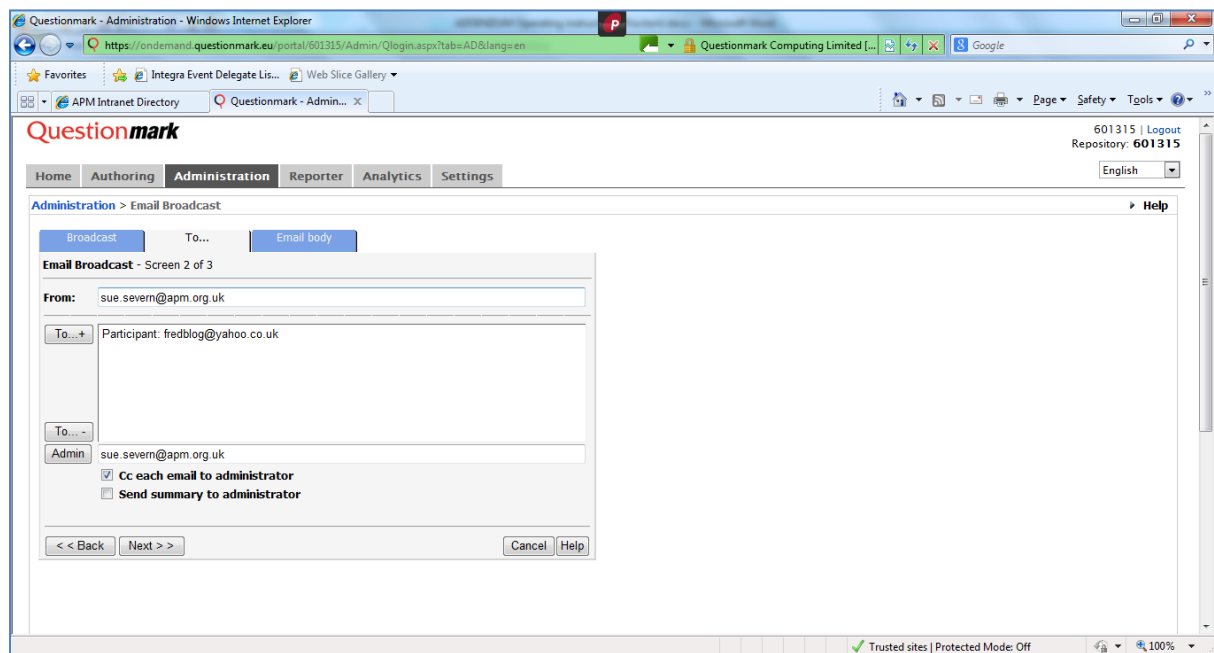 Questionmark - Administration - Windows Internet Explorer
https://ondemand.questionmark.eu/portal/601315/Admin/Qlogin.aspx?tab=AD&lang=en
Questionmark Computing Limited [...
Google
Favorites
Integra Event Delegate Lis...
Web Slice Gallery
APM Intranet Directory
Questionmark - Admin...
Page
Safety
Tools
Questionmark
601315 | Logout
Repository: 601315
Home Authoring Administration Reporter Analytics Settings
English
Administration > Email Broadcast
Help
Broadcast To... Email body
Email Broadcast - Screen 2 of 3
From: sue.severn@apm.org.uk
To...+ Participant: fredblog@yahoo.co.uk
To... -
Admin sue.severn@apm.org.uk
Cc each email to administrator
Send summary to administrator
< < Back Next > > Cancel Help
Trusted sites | Protected Mode: Off 100%